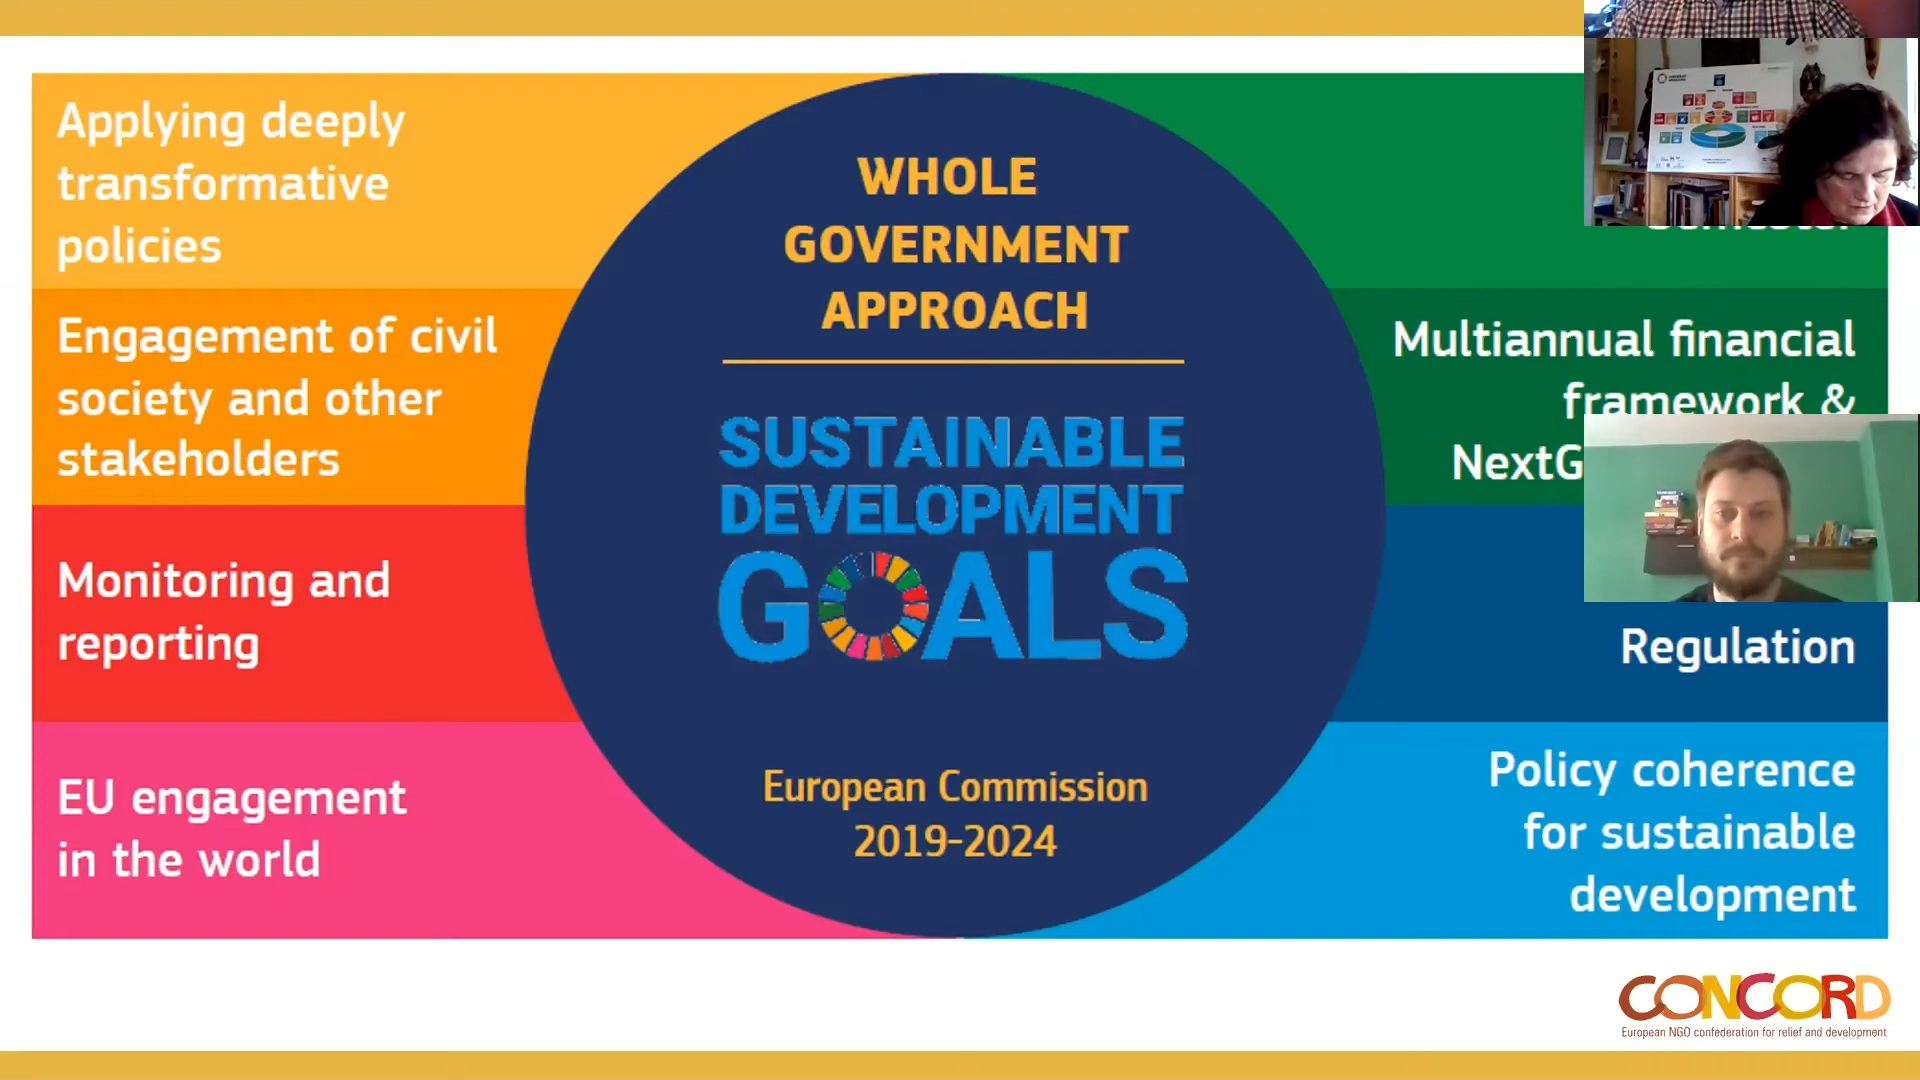 Applying deeply
transformative
policies
Engagement of civil
society and other
stakeholders
Monitoring and
reporting
EU engagement
in the world
WHOLE
GOVERNMENT
APPROACH
SUSTAINABLE
DEVELOPMENT
GOALS
European Commission
2019-2024
Multiannual financial
framework &
NextG
Regulation
Policy coherence
for sustainable
development
CONCORD
European NGO confederation for relief and development